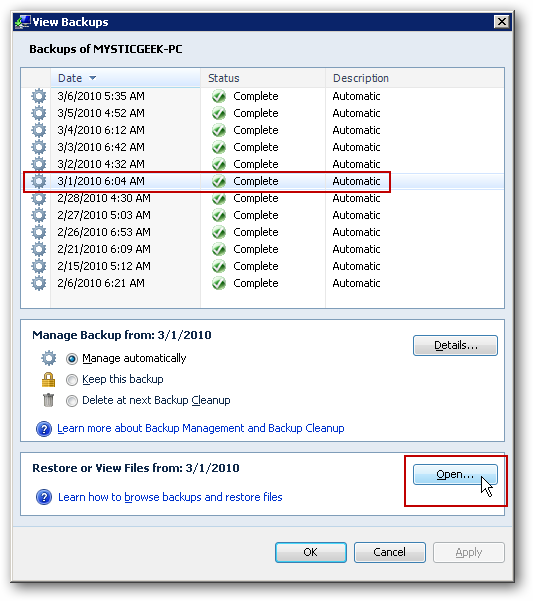 View Backups
Backups of MYSTICGEEK-PC
Date Status Description
3/6/2010 5:35 AM Complete Automatic
3/5/2010 4:52 AM Complete Automatic
3/4/2010 6:12 AM Complete Automatic
3/3/2010 6:42 AM Complete Automatic
3/2/2010 4:32 AM Complete Automatic
3/1/2010 6:04 AM Complete Automatic
2/28/2010 4:30 AM Complete Automatic
2/27/2010 5:03 AM Complete Automatic
2/26/2010 6:53 AM Complete Automatic
2/21/2010 6:09 AM Complete Automatic
2/15/2010 5:12 AM Complete Automatic
2/6/2010 6:21 AM Complete Automatic
Manage Backup from: 3/1/2010
Details...
Manage automatically
Keep this backup
Delete at next Backup Cleanup
Learn more about Backup Management and Backup Cleanup
Restore or View Files from: 3/1/2010
Open...
Learn how to browse backups and restore files
OK Cancel Apply